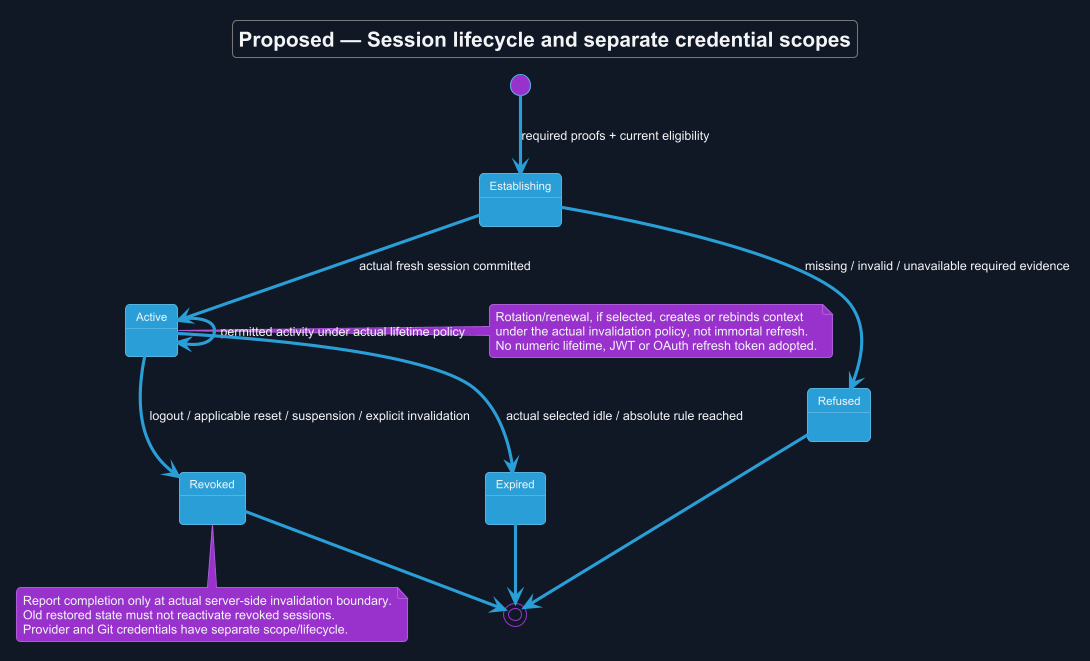 Proposed — Session lifecycle and separate credential scopes
required proofs + current eligibility
Establishing
actual fresh session committed
missing / invalid / unavailable required evidence
Active
permitted activity under actual lifetime policy
Rotation/renewal, if selected, creates or rebinds context
under the actual invalidation policy, not immortal refresh.
No numeric lifetime, JWT or OAuth refresh token adopted.
Refused
logout / applicable reset / suspension / explicit invalidation
actual selected idle / absolute rule reached
Revoked
Expired
Report completion only at actual server-side invalidation boundary.
Old restored state must not reactivate revoked sessions.
Provider and Git credentials have separate scope/lifecycle.